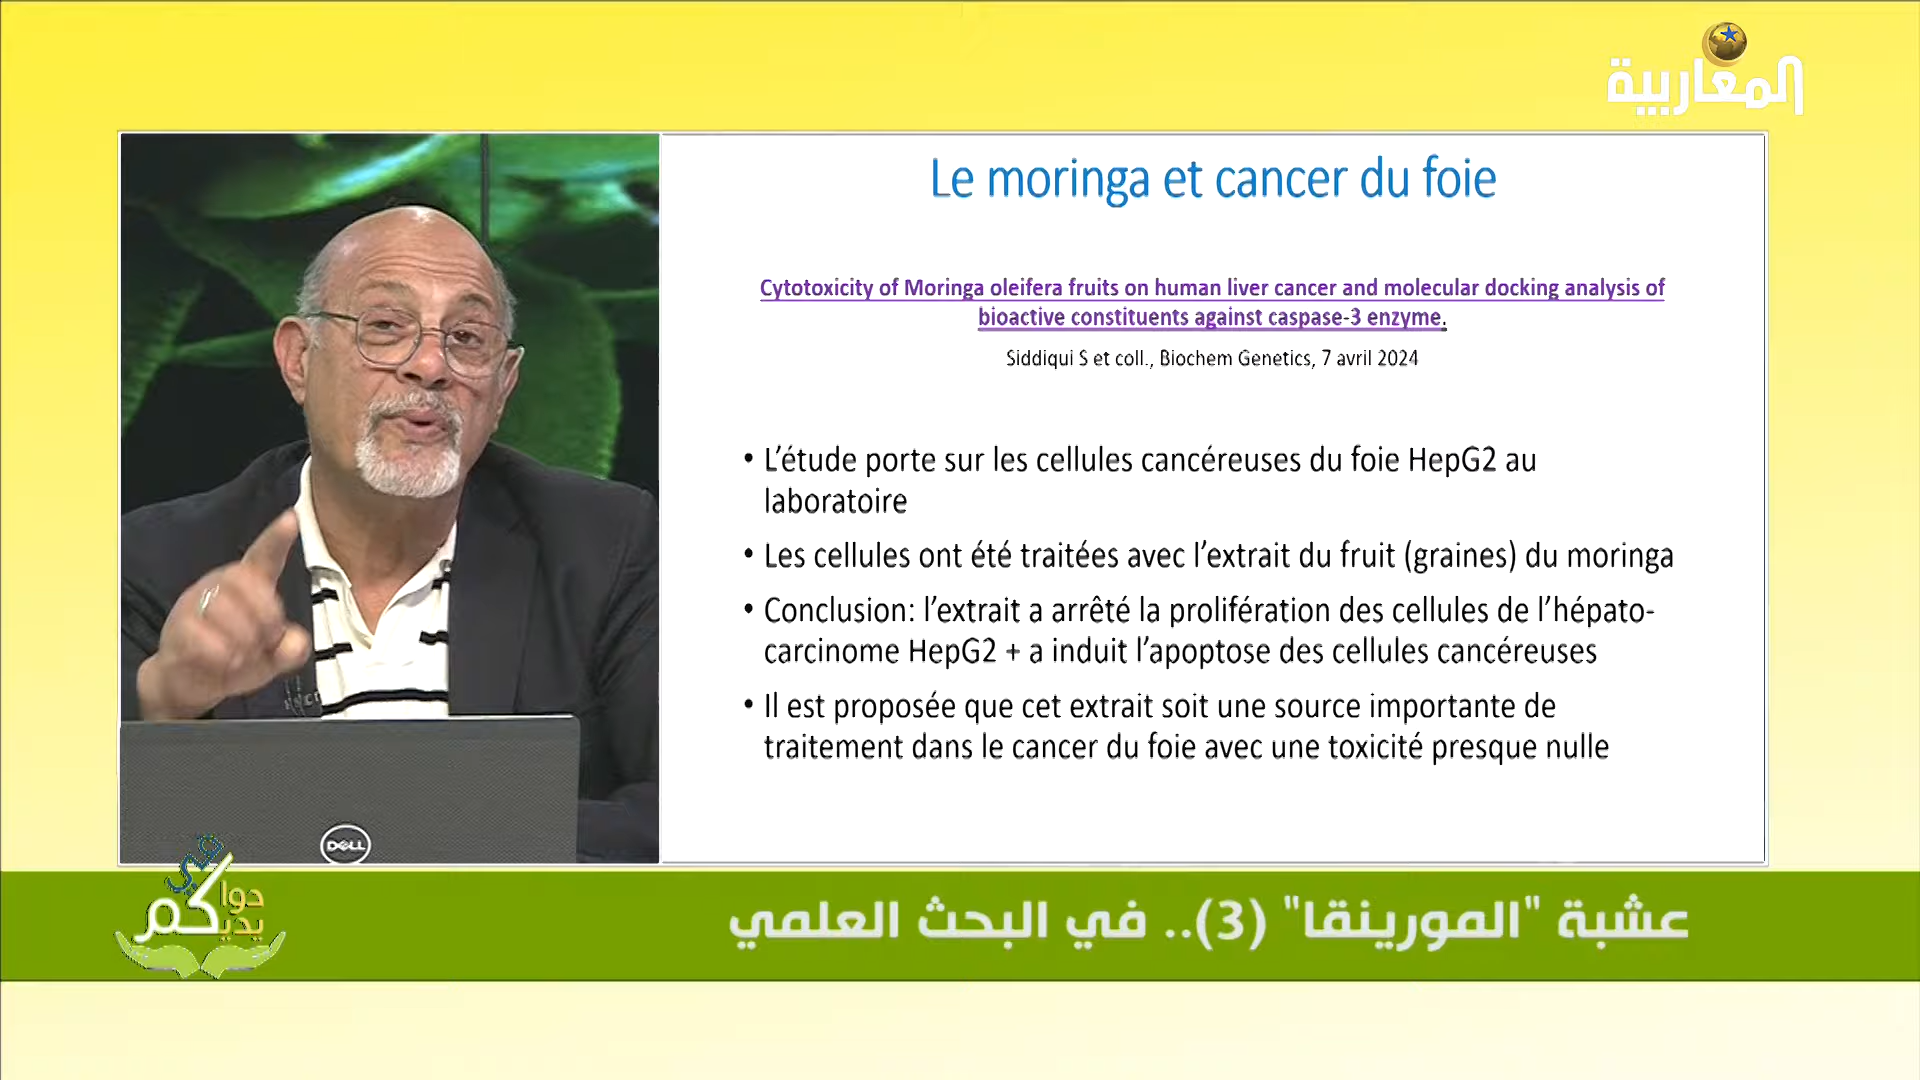 المغاربية
Le moringa et cancer du foie
Cytotoxicity of Moringa oleifera fruits on human liver cancer and molecular docking analysis of
bioactive constituents against caspase-3 enzyme.
Siddiqui S et coll., Biochem Genetics, 7 avril 2024
• L’étude porte sur les cellules cancéreuses du foie HepG2 au
laboratoire
• Les cellules ont été traitées avec l’extrait du fruit (graines) du moringa
• Conclusion: l’extrait a arrêté la prolifération des cellules de l’hépato-
carcinome HepG2 + a induit l’apoptose des cellules cancéreuses
• Il est proposée que cet extrait soit une source importante de
traitement dans le cancer du foie avec une toxicité presque nulle
DELL
دوا
في
يديكم
عشبة "المورينقا" (3).. في البحث العلمي